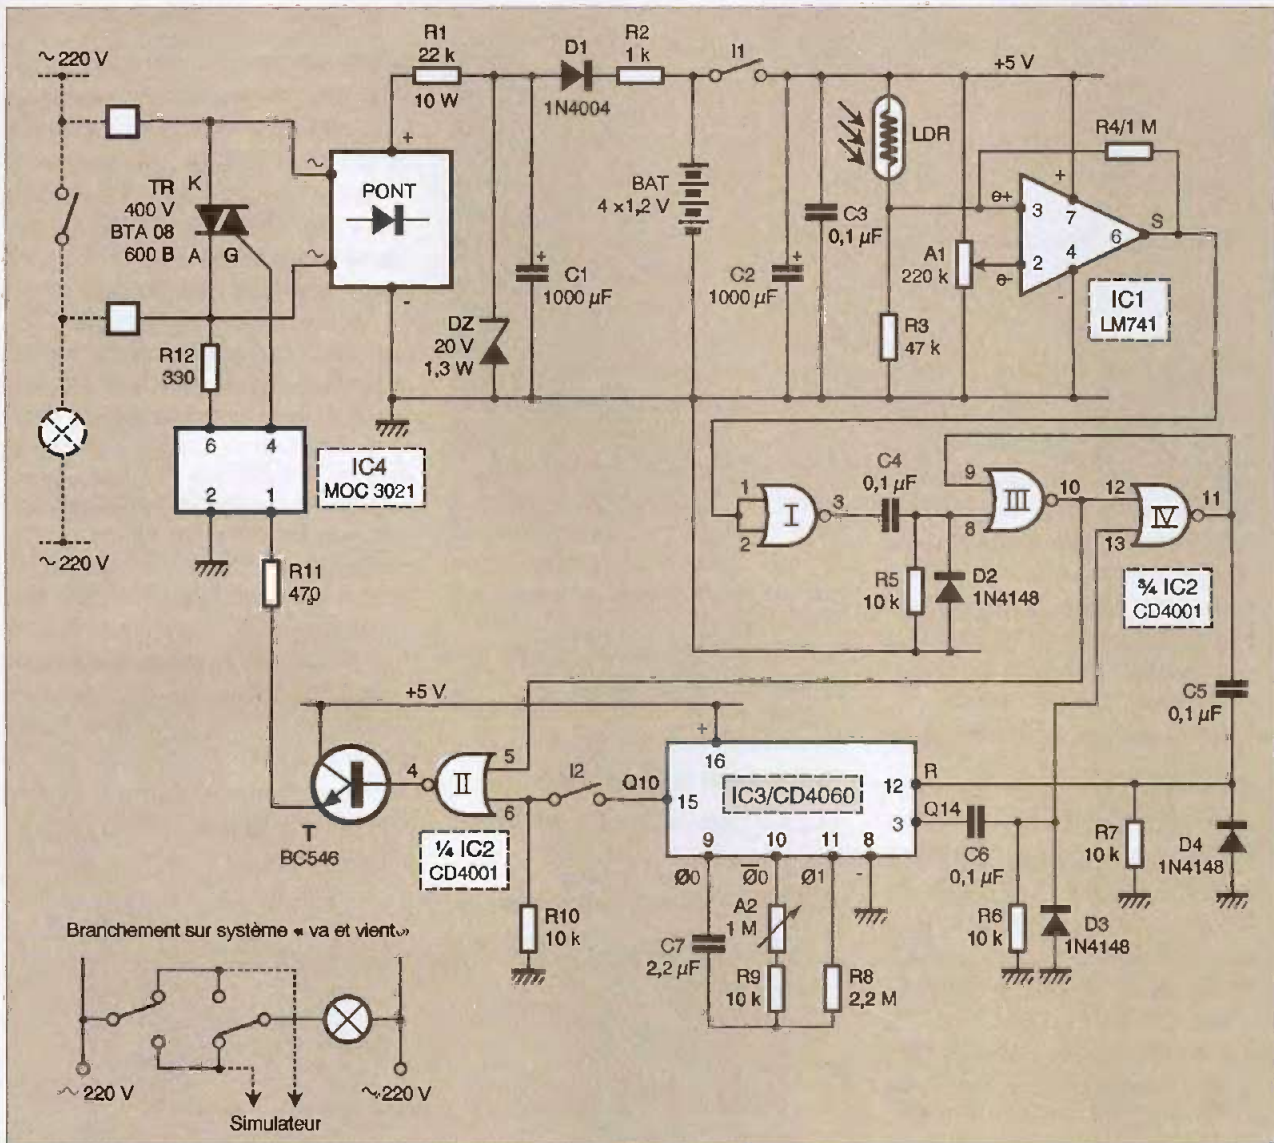 ~220 V
R1
22 k
10 W
D1
1N4004
R2
1 k
I1
+5 V
K
TR
400 V
BTA 08
600 B
A
G
~
~
+
PONT
-
DZ
20 V
1,3 W
+
C1
1000 µF
BAT
4 x1,2 V
+
C2
1000 µF
C3
0,1 µF
LDR
R3
47 k
A1
220 k
R4/1 M
e+
3
+
7
S
6
4
2
e-
-
IC1
LM741
R12
330
6
4
2
1
IC4
MOC 3021
~220 V
R11
470
1
2
I
3
C4
0,1 µF
9
8
III
10
12
13
IV
11
R5
10 k
D2
1N4148
¾ IC2
CD4001
+5 V
T
BC546
4
II
5
6
¼ IC2
CD4001
I2
Q10
15
+
16
IC3/CD4060
12
R
3
Q14
9
10
11
8
Ø0
Ø0
Ø1
-
C7
2,2 µF
A2
1 M
R9
10 k
R8
2,2 M
R10
10 k
C6
0,1 µF
R6
10 k
D3
1N4148
C5
0,1 µF
R7
10 k
D4
1N4148
Branchement sur système « va et vient»
~220 V
~220 V
Simulateur